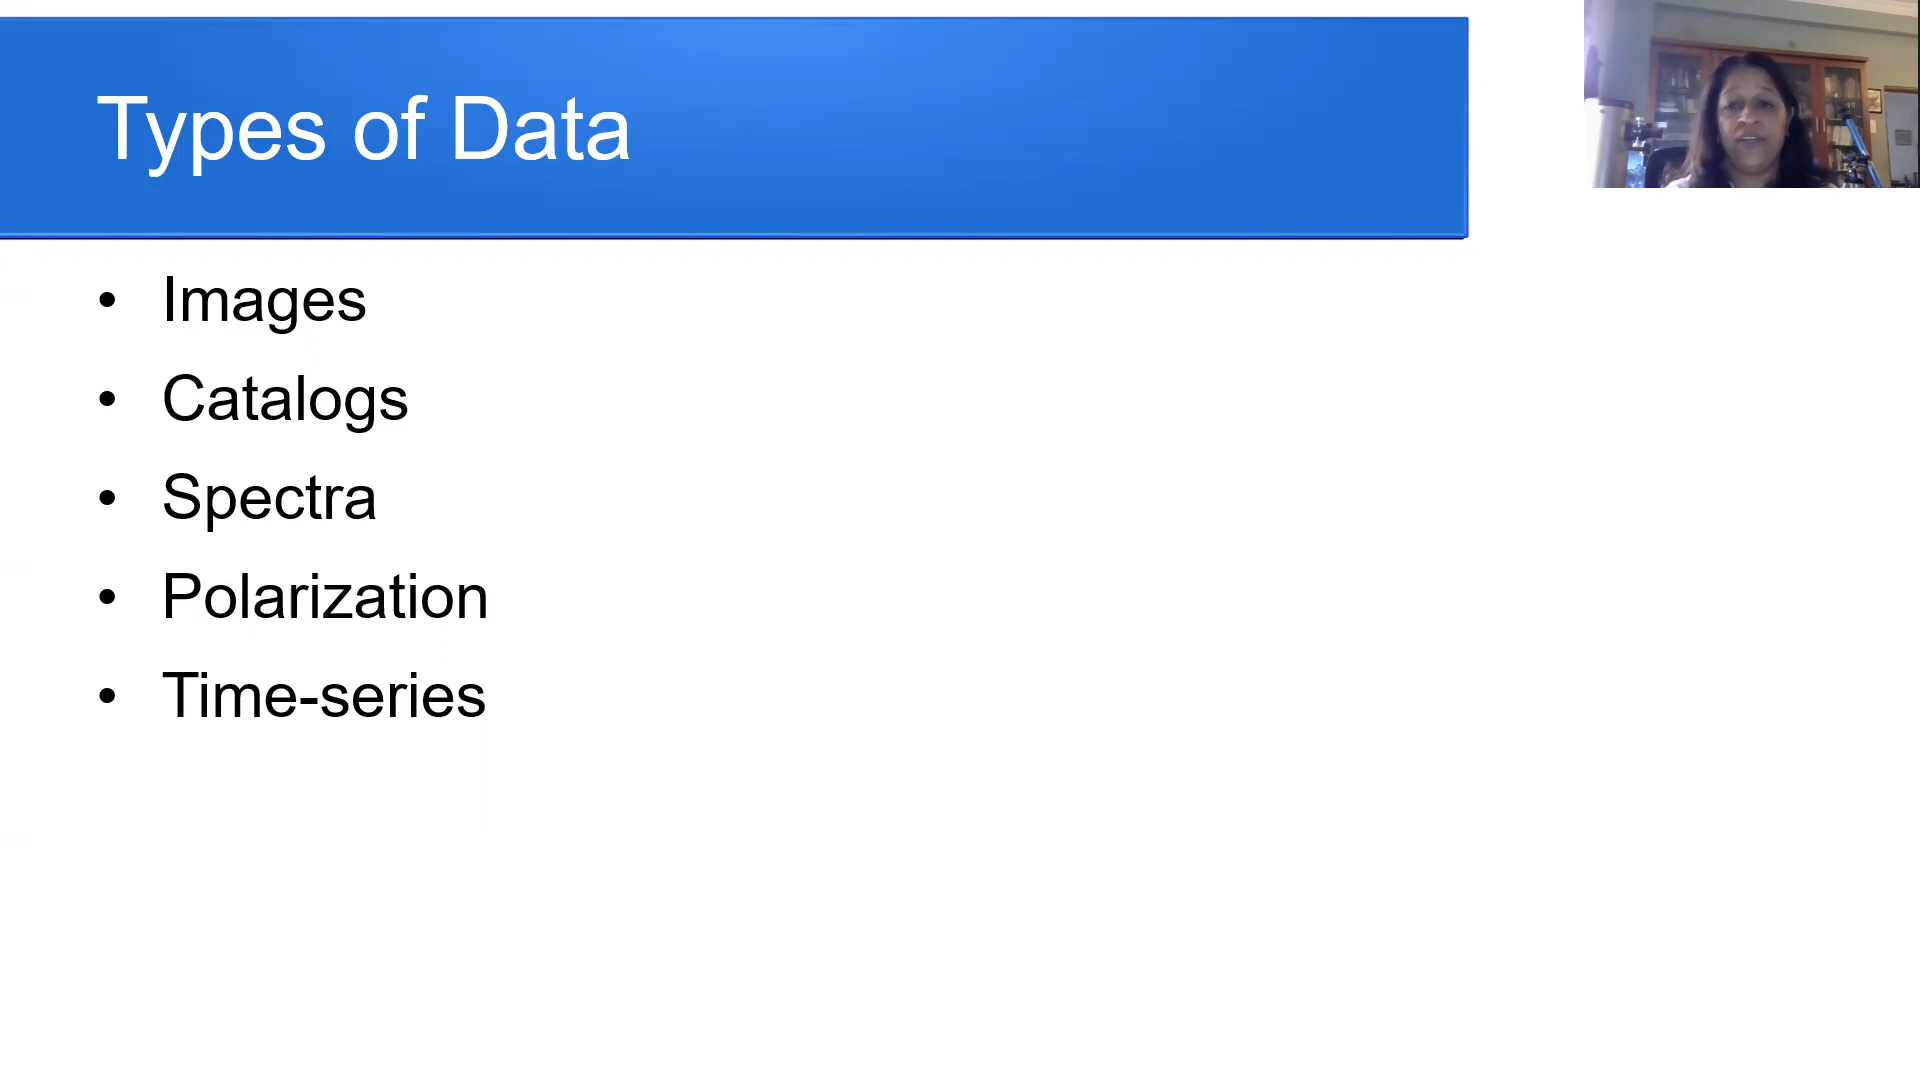 Types of Data
• Images
• Catalogs
• Spectra
• Polarization
• Time-series